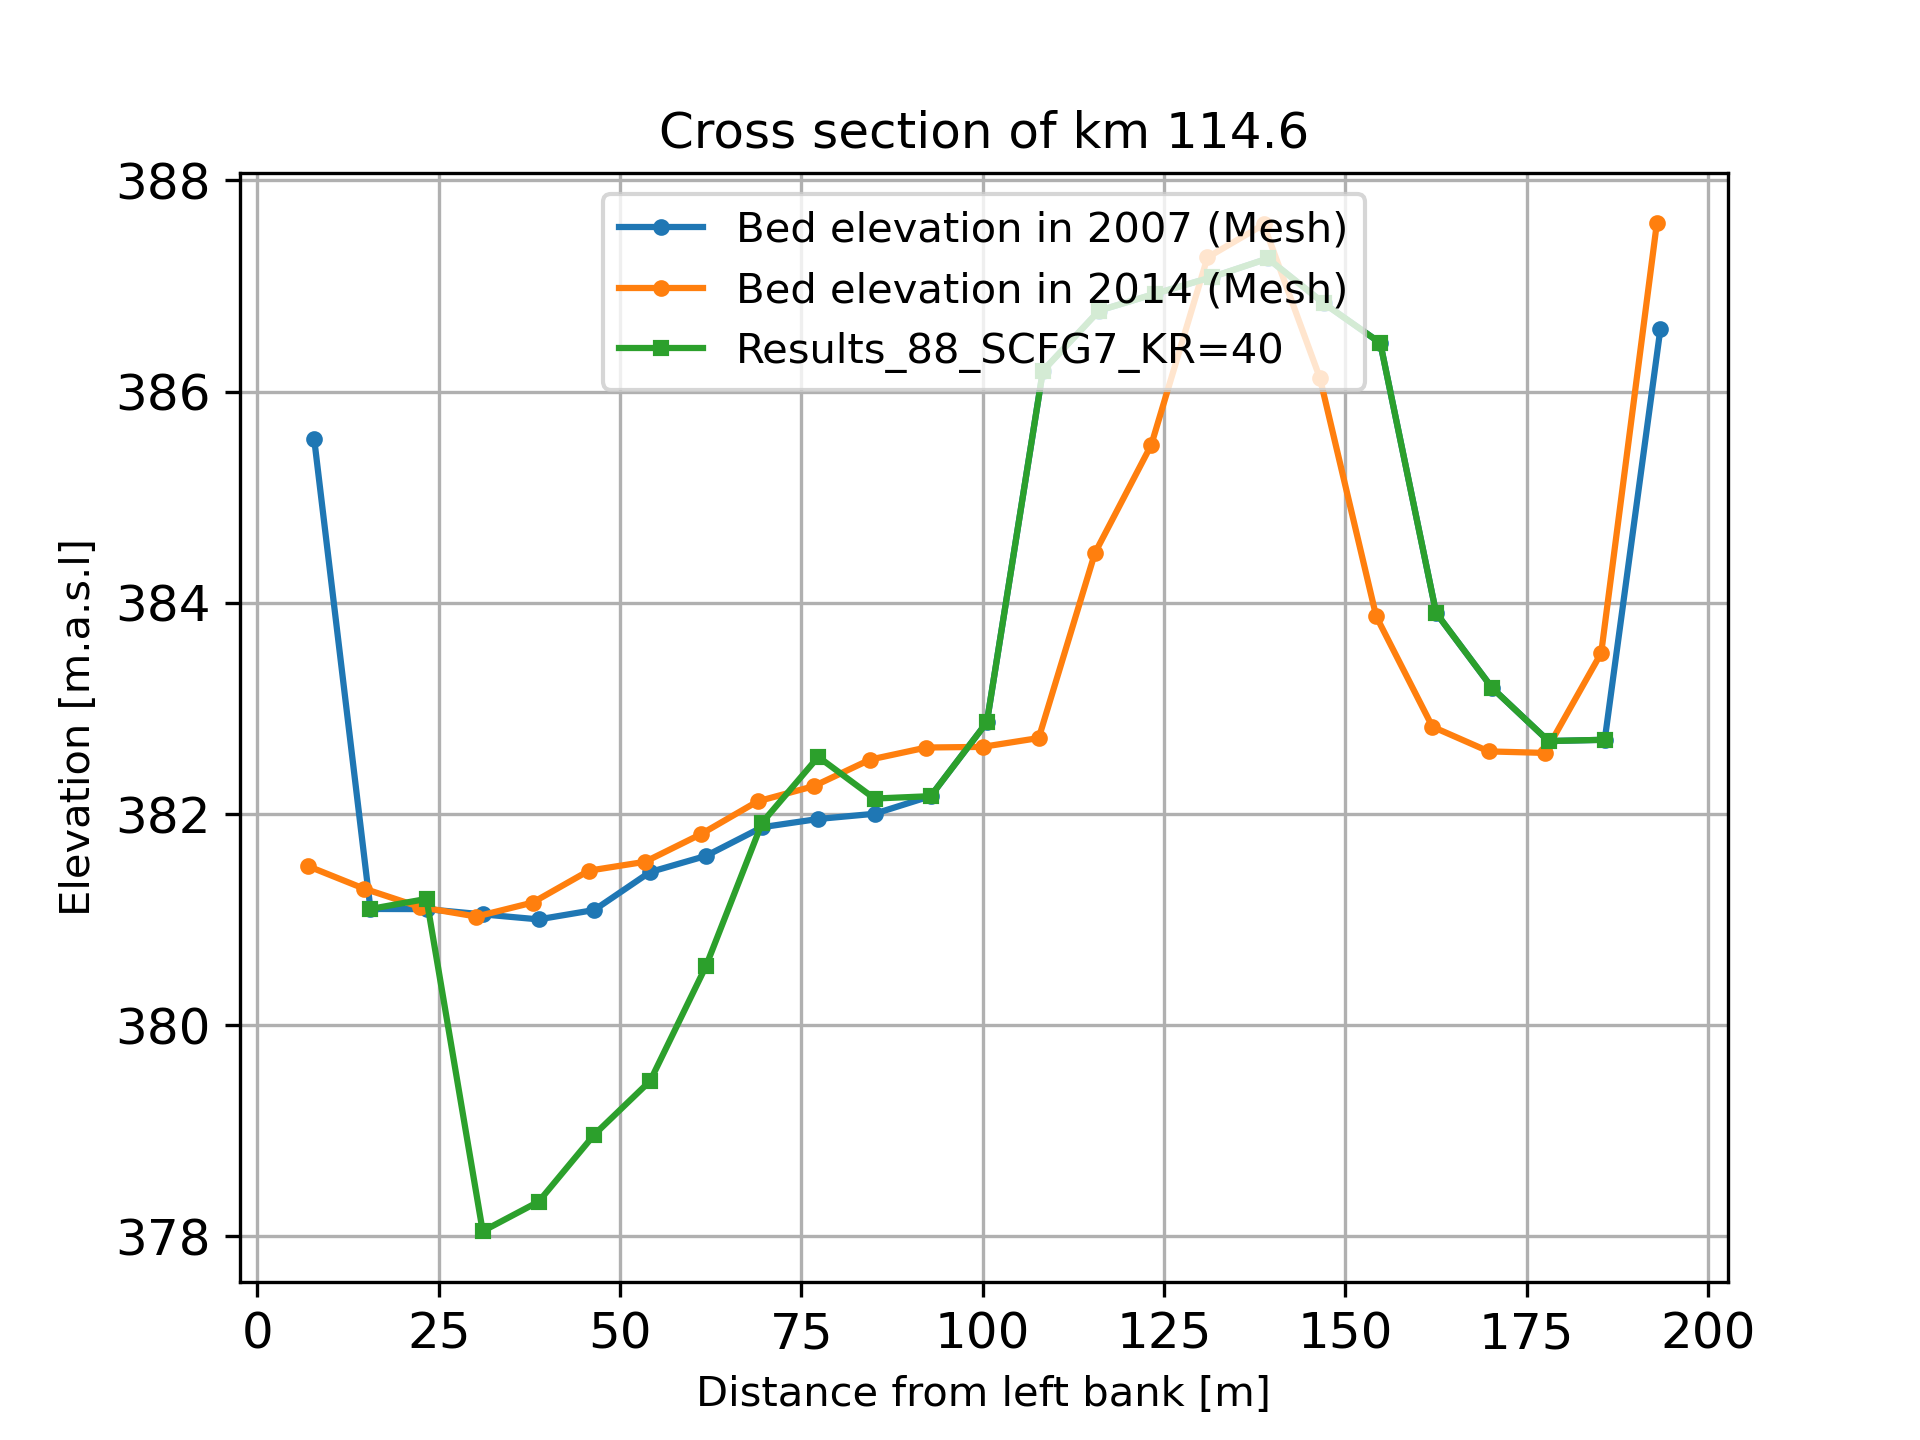 Cross section of km 114.6
388
386
384
382
380
378
Elevation [m.a.s.l]
Bed elevation in 2007 (Mesh)
Bed elevation in 2014 (Mesh)
Results_88_SCFG7_KR=40
0 25 50 75 100 125 150 175 200
Distance from left bank [m]